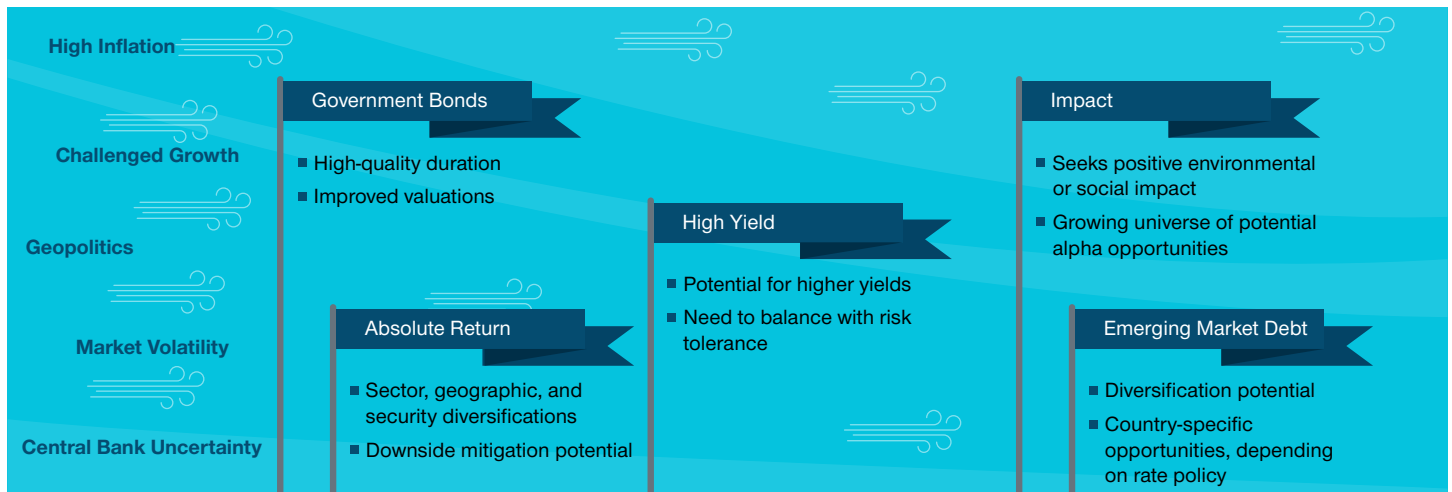 High Inflation
Challenged Growth
Geopolitics
Market Volatility
Central Bank Uncertainty
Government Bonds
■ High-quality duration
■ Improved valuations
Absolute Return
■ Sector, geographic, and
security diversifications
■ Downside mitigation potential
High Yield
■ Potential for higher yields
■ Need to balance with risk
tolerance
Impact
■ Seeks positive environmental
or social impact
■ Growing universe of potential
alpha opportunities
Emerging Market Debt
■ Diversification potential
■ Country-specific
opportunities, depending
on rate policy